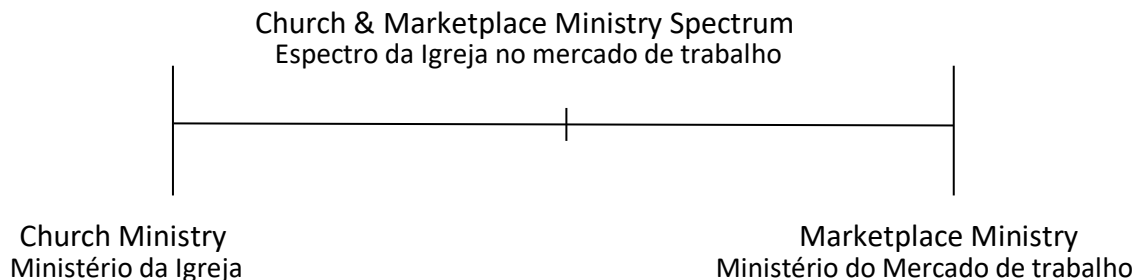 Church & Marketplace Ministry Spectrum
Espectro da Igreja no mercado de trabalho
Church Ministry
Ministério da Igreja
Marketplace Ministry
Ministério do Mercado de trabalho